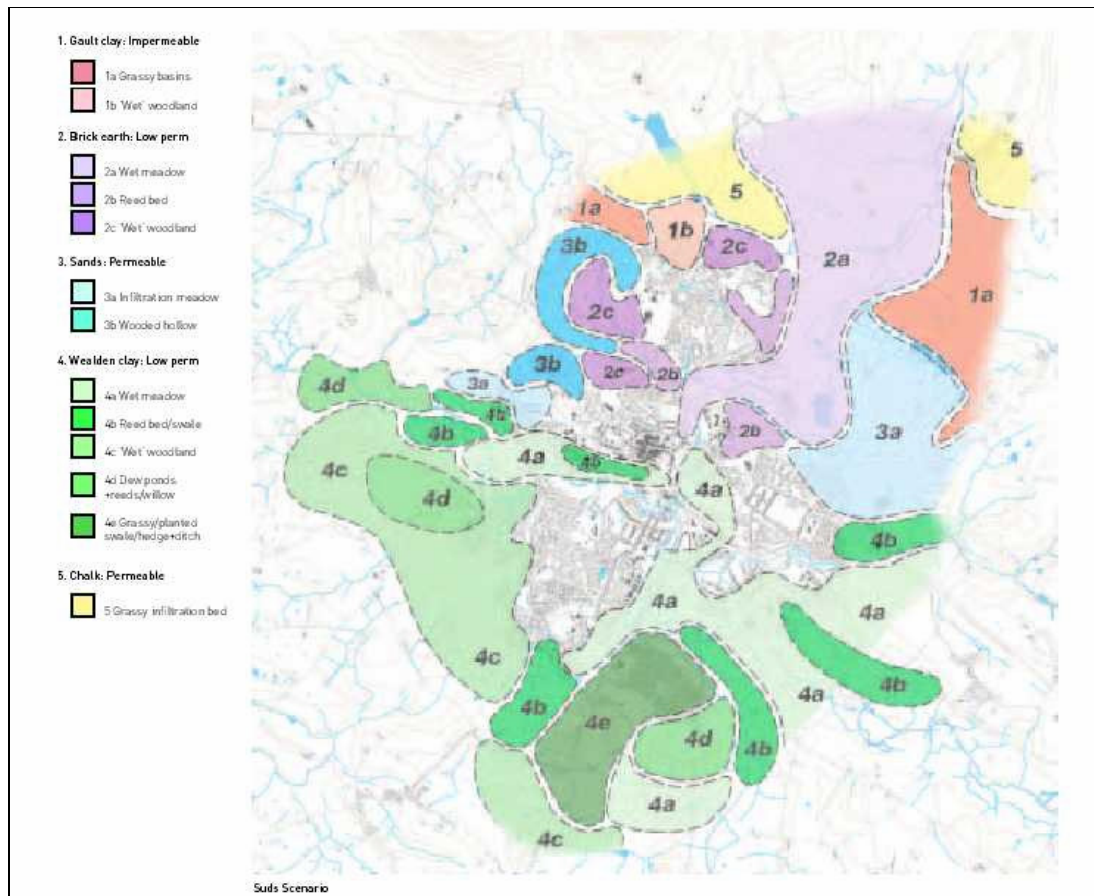 1. Gault clay: Impermeable
1a Grassy basins
1b 'Wet' woodland
2. Brick earth: Low perm
2a Wet meadow
2b Reed bed
2c 'Wet' woodland
3. Sands: Permeable
3a Infiltration meadow
3b Wooded hollow
4. Wealden clay: Low perm
4a Wet meadow
4b Reed bed/swale
4c 'Wet' woodland
4d Dew ponds
+reeds/willow
4e Grassy/planted
swale/hedge+ditch
5. Chalk: Permeable
5 Grassy infiltration bed
5
5
1a
1b
2c
3b
2a
1a
2c
3b
2c
2b
4d
3a
4b
4b
2b
3a
4a
4b
4c
4d
4a
4b
4a
4a
4c
4b
4a
4b
4e
4d
4b
4a
4c
Suds Scenario